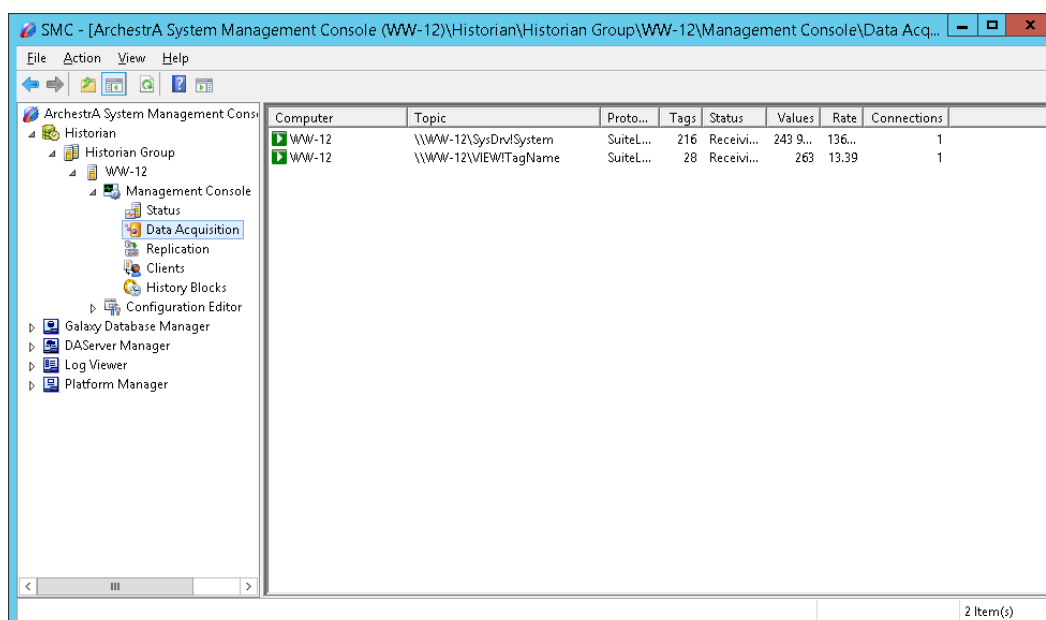 SMC - [ArchestrA System Management Console (WW-12)\Historian\Historian Group\WW-12\Management Console\Data Acq...
File Action View Help
ArchestrA System Management Conso
Historian
Historian Group
WW-12
Management Console
Status
Data Acquisition
Replication
Clients
History Blocks
Configuration Editor
Galaxy Database Manager
DAServer Manager
Log Viewer
Platform Manager
Computer Topic Proto... Tags Status Values Rate Connections
WW-12 \\WW-12\SysDrv!System SuiteL... 216 Receivi... 243 9... 136... 1
WW-12 \\WW-12\VIEW!TagName SuiteL... 28 Receivi... 263 13.39 1
2 Item(s)